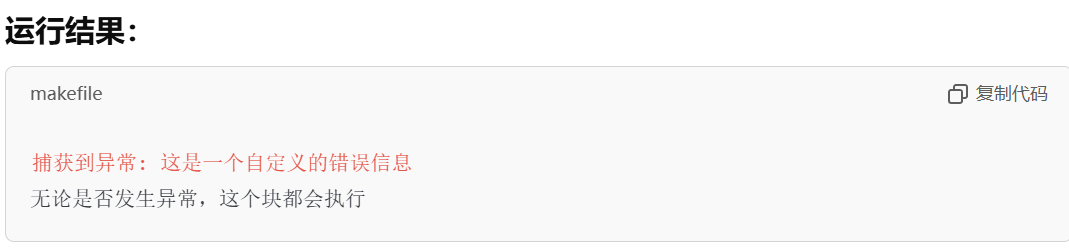 运行结果：
makefile
复制代码
捕获到异常: 这是一个自定义的错误信息
无论是否发生异常，这个块都会执行